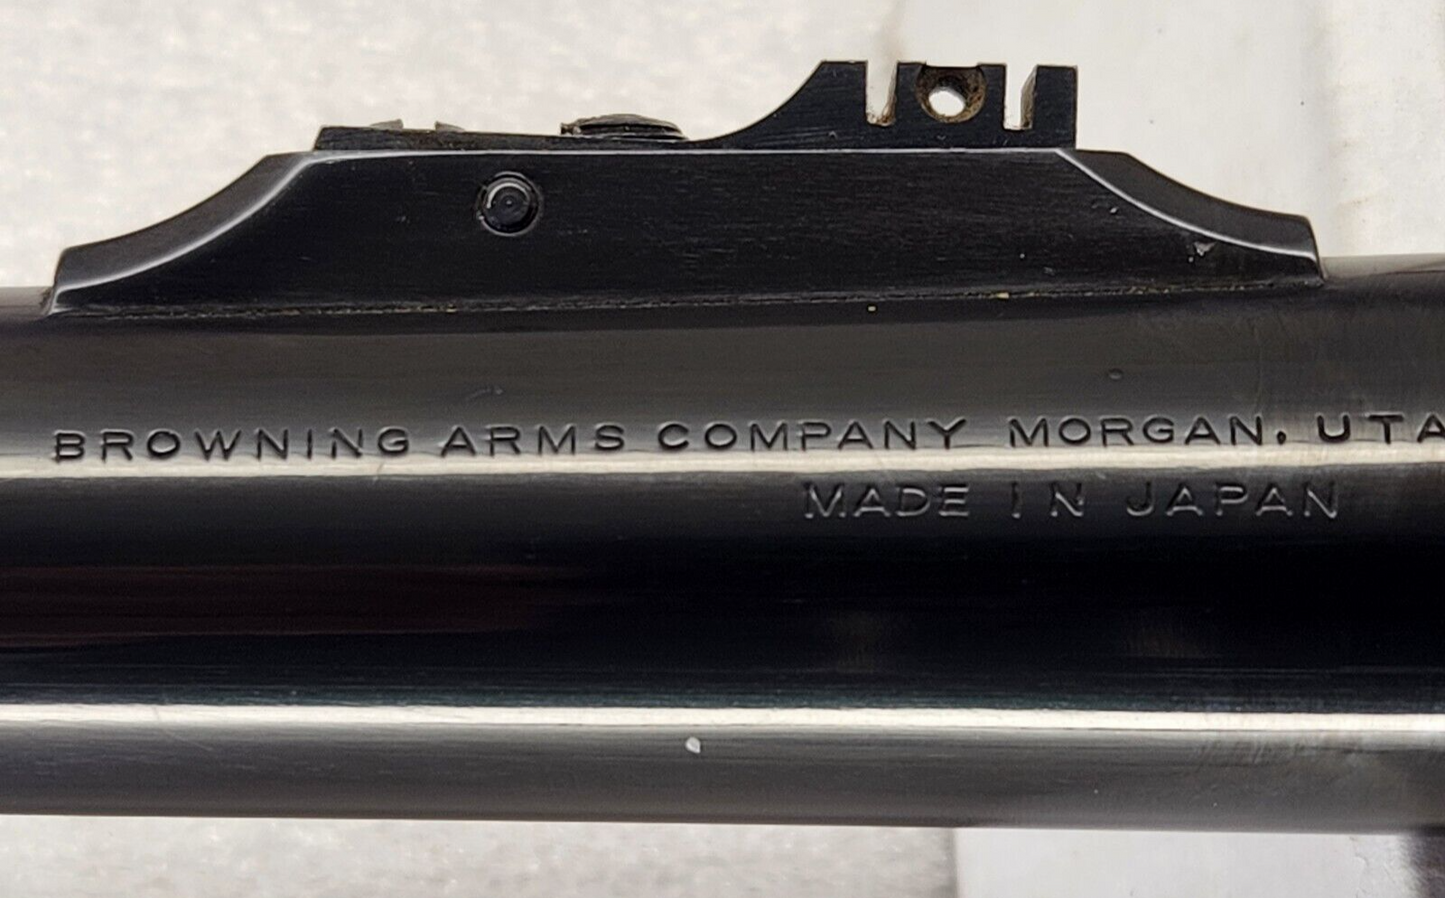 BROWNING ARMS COMPANY MORGAN, UTA
MADE IN JAPAN